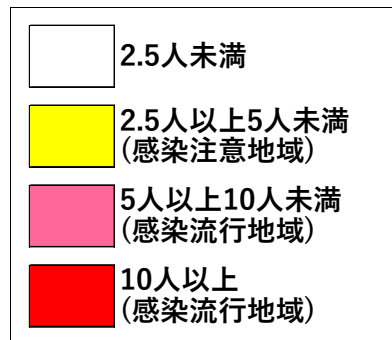 2.5人未満
2.5人以上5人未満
(感染注意地域)
5人以上10人未満
(感染流行地域)
10人以上
(感染流行地域)